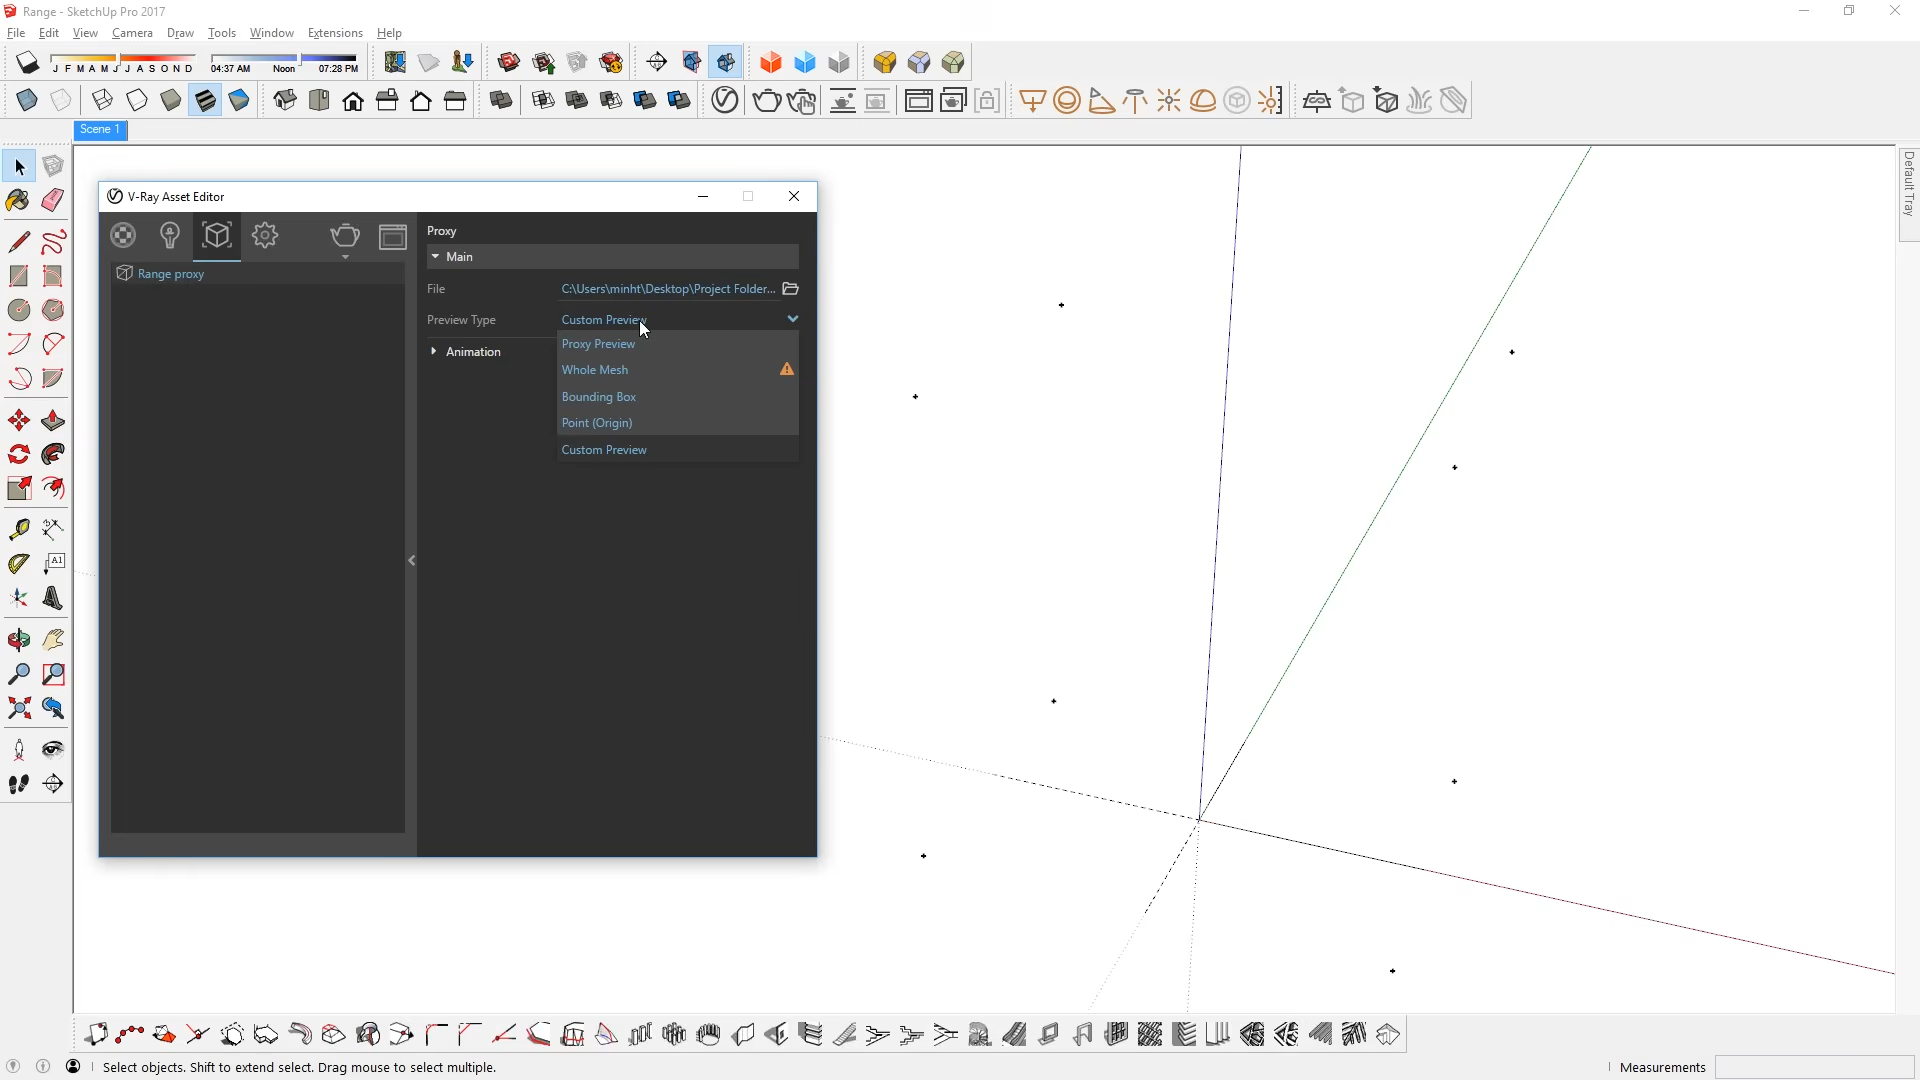 Range - SketchUp Pro 2017
File Edit View Camera Draw Tools Window Extensions Help
J F M A M J J A S O N D 04:37 AM Noon 07:28 PM
Scene 1
Default Tray
V-Ray Asset Editor
Proxy
Main
Range proxy
File C:\Users\minht\Desktop\Project Folder...
Preview Type Custom Preview
Proxy Preview
Animation
Whole Mesh
Bounding Box
Point (Origin)
Custom Preview
A1
Select objects. Shift to extend select. Drag mouse to select multiple. Measurements